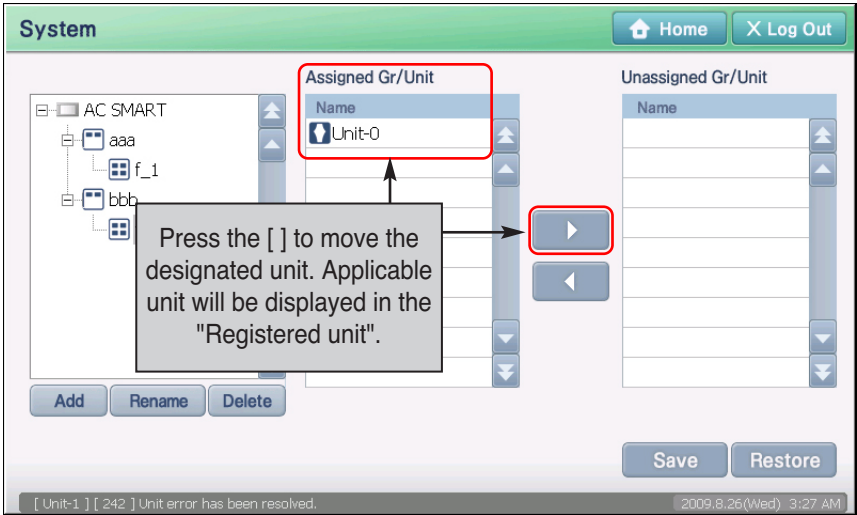 System
Home
X Log Out
Assigned Gr/Unit
Unassigned Gr/Unit
AC SMART
Name
Name
Unit-0
aaa
f_1
bbb
Press the [ ] to move the
designated unit. Applicable
unit will be displayed in the
"Registered unit".
Add
Rename
Delete
Save
Restore
[ Unit-1 ] [ 242 ] Unit error has been resolved.
2009.8.26(Wed) 3:27 AM